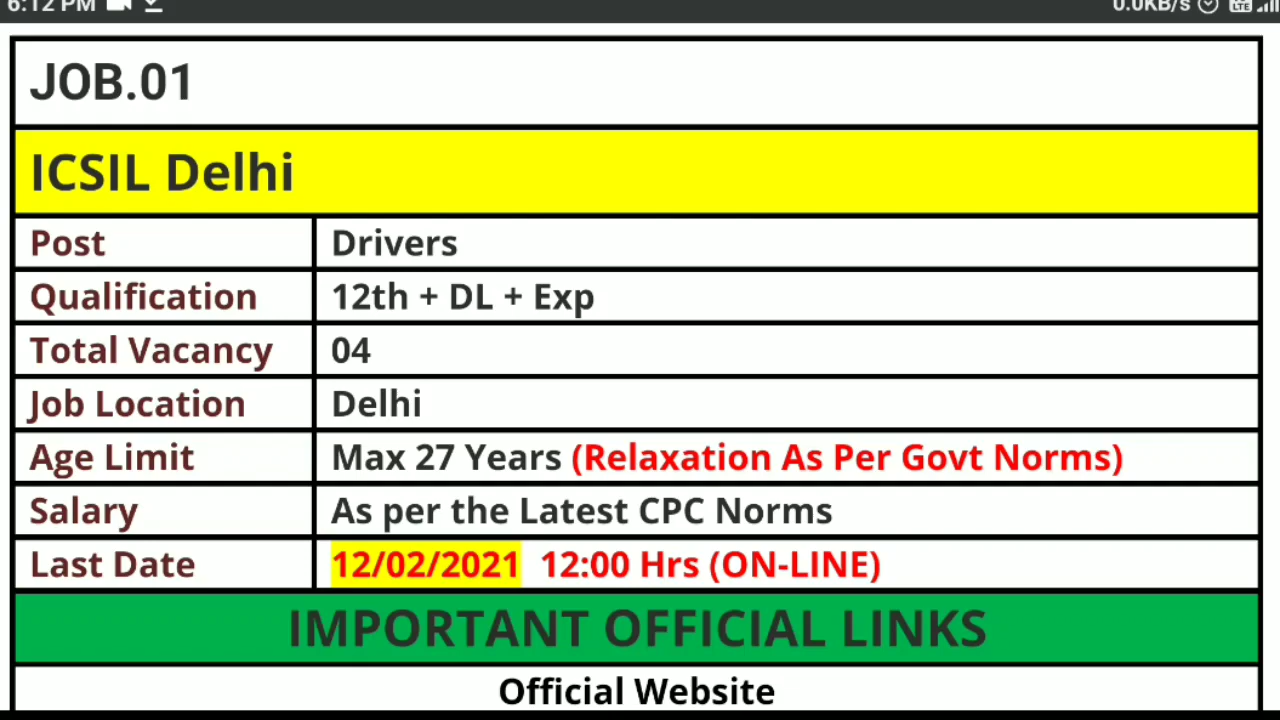 6:12 PM 0.0KB/s
JOB.01
ICSIL Delhi
Post Drivers
Qualification 12th + DL + Exp
Total Vacancy 04
Job Location Delhi
Age Limit Max 27 Years (Relaxation As Per Govt Norms)
Salary As per the Latest CPC Norms
Last Date 12/02/2021 12:00 Hrs (ON-LINE)
IMPORTANT OFFICIAL LINKS
Official Website